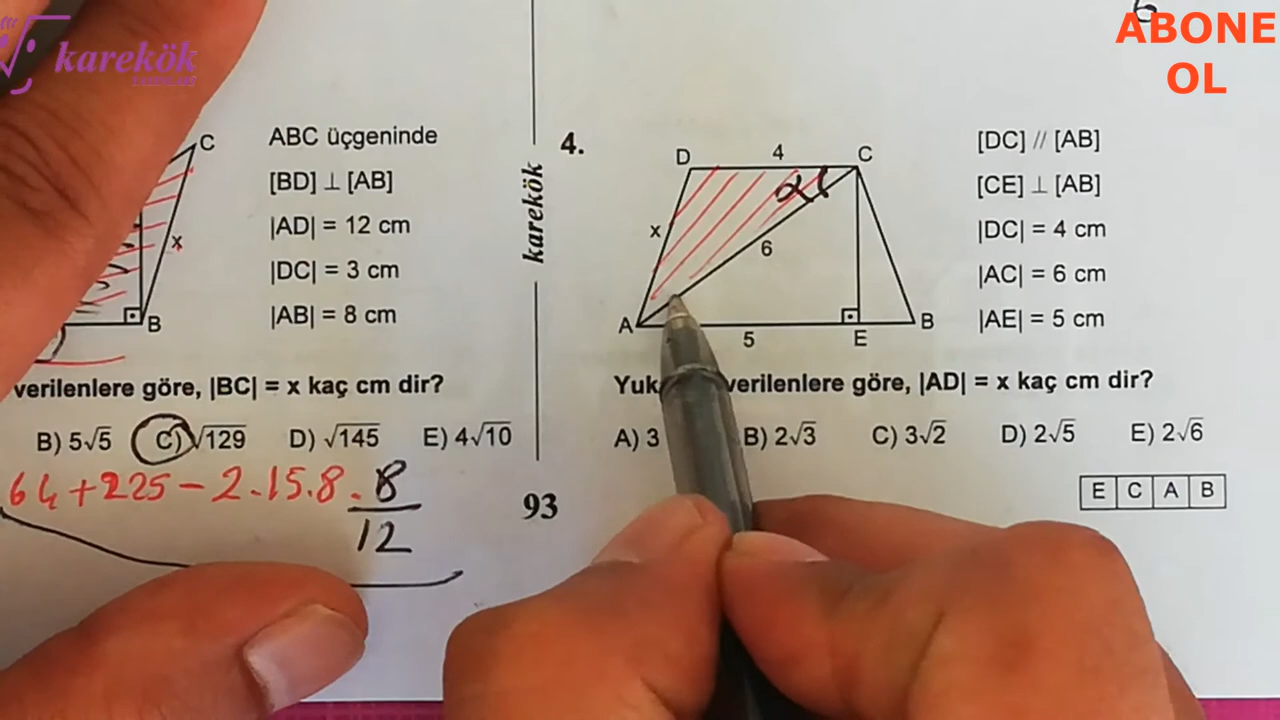 ABONE
OL
karekök
C
ABC üçgeninde
[BD] ⊥ [AB]
|AD| = 12 cm
|DC| = 3 cm
|AB| = 8 cm
x
B
verilenlere göre, |BC| = x kaç cm dir?
B) 5√5 C) √129 D) √145 E) 4√10
64+225-2.15.8.8/12
karekök
93
4.
D 4 C
α
x
6
A 5 E B
[DC] // [AB]
[CE] ⊥ [AB]
|DC| = 4 cm
|AC| = 6 cm
|AE| = 5 cm
verilenlere göre, |AD| = x kaç cm dir?
A) 3 B) 2√3 C) 3√2 D) 2√5 E) 2√6
E C A B